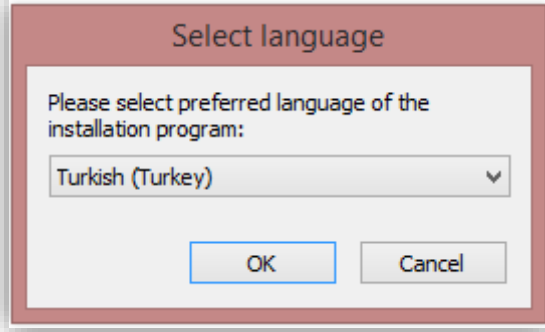 Select language
Please select preferred language of the
installation program:
Turkish (Turkey)
OK
Cancel